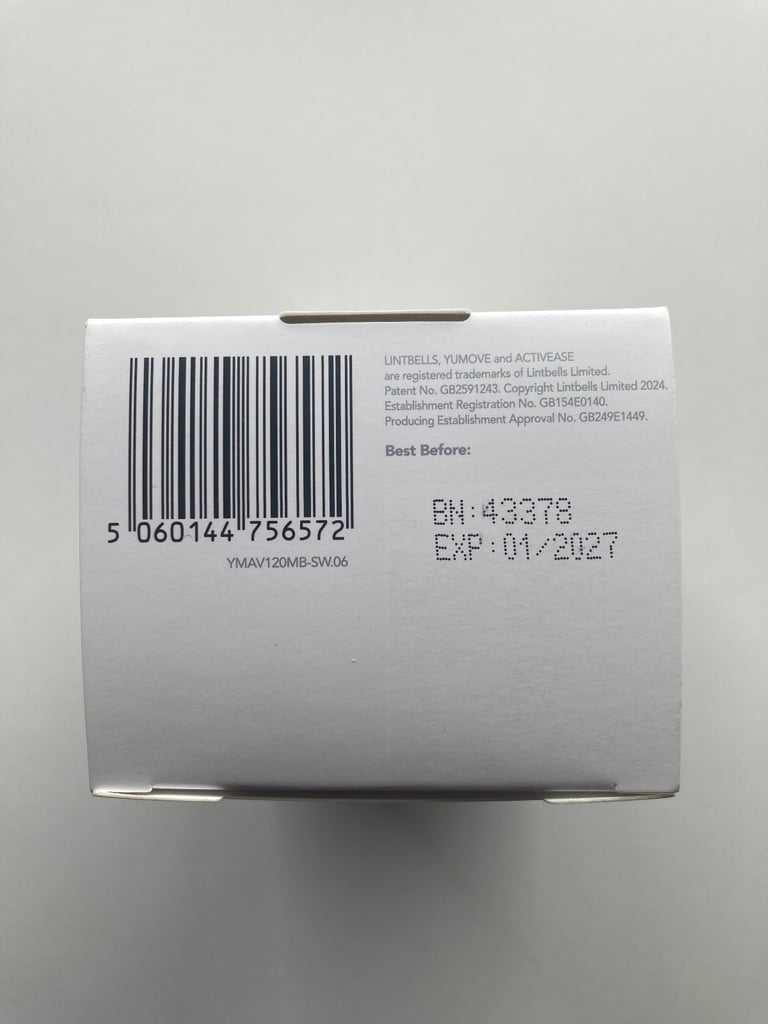 LINTBELLS, YUMOVE and ACTIVEASE
are registered trademarks of Lintbells Limited.
Patent No. GB2591243. Copyright Lintbells Limited 2024.
Establishment Registration No. GB154E0140.
Producing Establishment Approval No. GB249E1449.
Best Before:
BN:43378
EXP:01/2027
5 060144 756572
YMAV120MB-SW.06